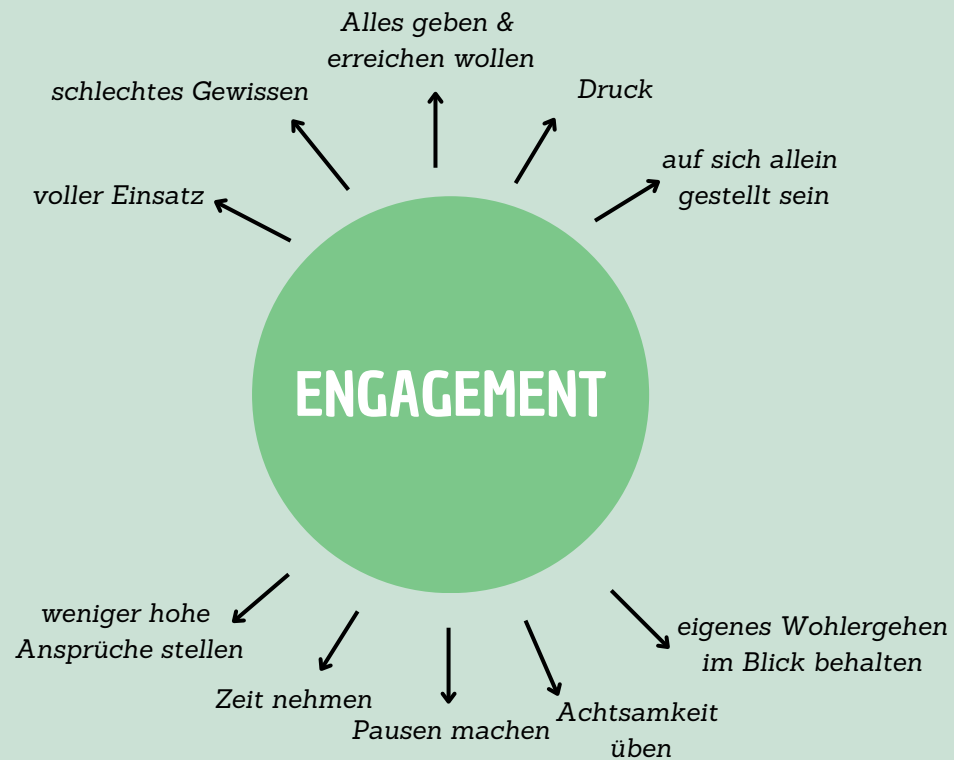 Alles geben &
erreichen wollen
schlechtes Gewissen
Druck
auf sich allein
gestellt sein
voller Einsatz
ENGAGEMENT
weniger hohe
Ansprüche stellen
eigenes Wohlergehen
im Blick behalten
Zeit nehmen
Pausen machen
Achtsamkeit
üben